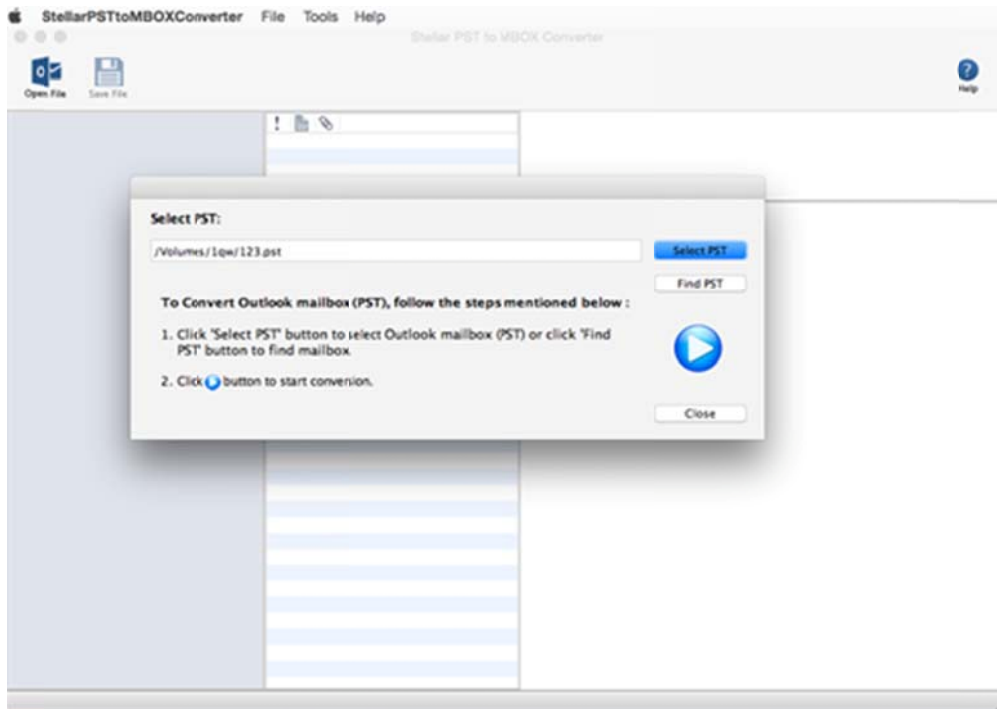 StellarPSTtoMBOXConverter File Tools Help
Stellar PST to MBOX Converter
Open File Save File Help
!
Select PST:
/Volumes/1qw/123.pst
Select PST
Find PST
To Convert Outlook mailbox (PST), follow the steps mentioned below :
1. Click "Select PST" button to select Outlook mailbox (PST) or click "Find
PST" button to find mailbox.
2. Click button to start conversion.
Close